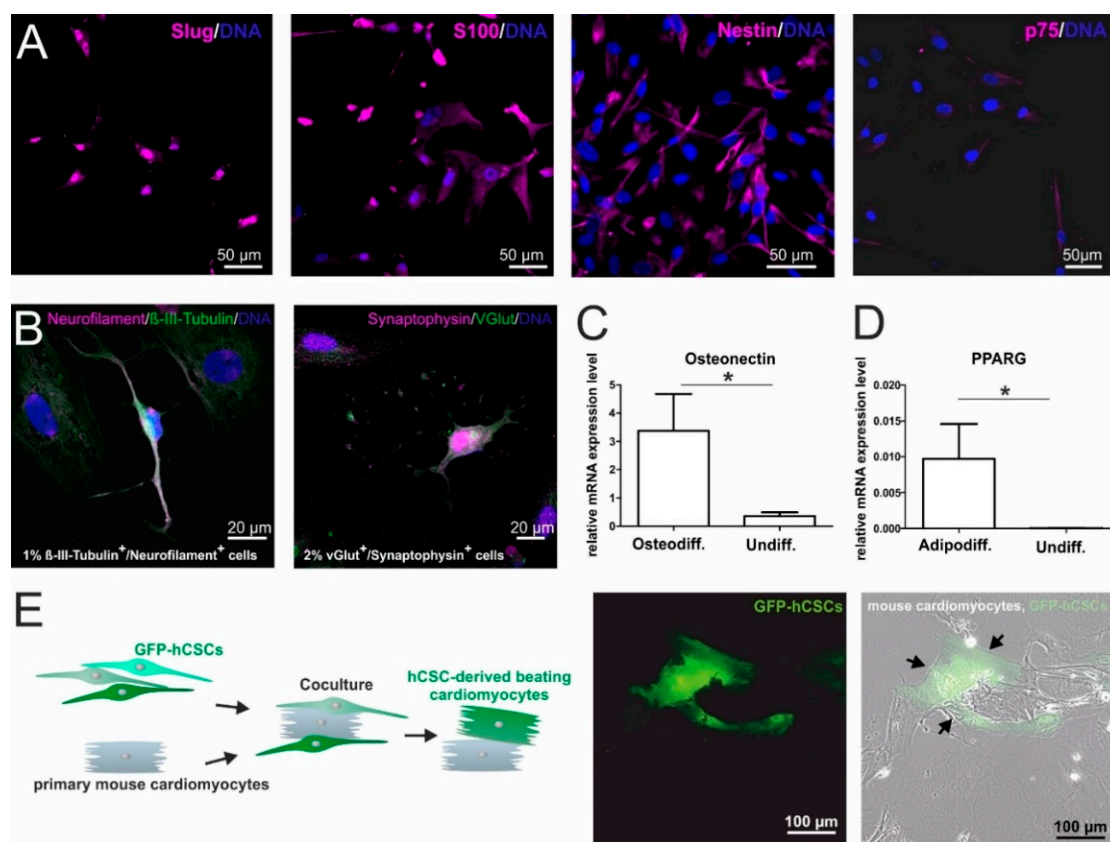 A
Slug/DNA
50 µm
S100/DNA
50 µm
Nestin/DNA
50 µm
p75/DNA
50µm
B
Neurofilament/ß-III-Tubulin/DNA
20 µm
1% ß-III-Tubulin+/Neurofilament+ cells
Synaptophysin/VGlut/DNA
20 µm
2% vGlut+/Synaptophysin+ cells
C
Osteonectin
relative mRNA expression level
5
4
3
2
1
0
*
Osteodiff.
Undiff.
D
PPARG
relative mRNA expression level
0.020
0.015
0.010
0.005
0.000
*
Adipodiff.
Undiff.
E
GFP-hCSCs
primary mouse cardiomyocytes
Coculture
hCSC-derived beating
cardiomyocytes
GFP-hCSCs
100 µm
mouse cardiomyocytes, GFP-hCSCs
100 µm